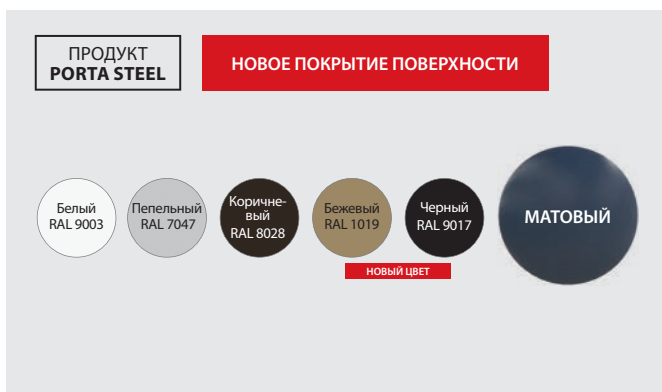 ПРОДУКТ
PORTA STEEL
НОВОЕ ПОКРЫТИЕ ПОВЕРХНОСТИ
Белый
RAL 9003
Пепельный
RAL 7047
Коричне-
вый
RAL 8028
Бежевый
RAL 1019
Черный
RAL 9017
МАТОВЫЙ
НОВЫЙ ЦВЕТ